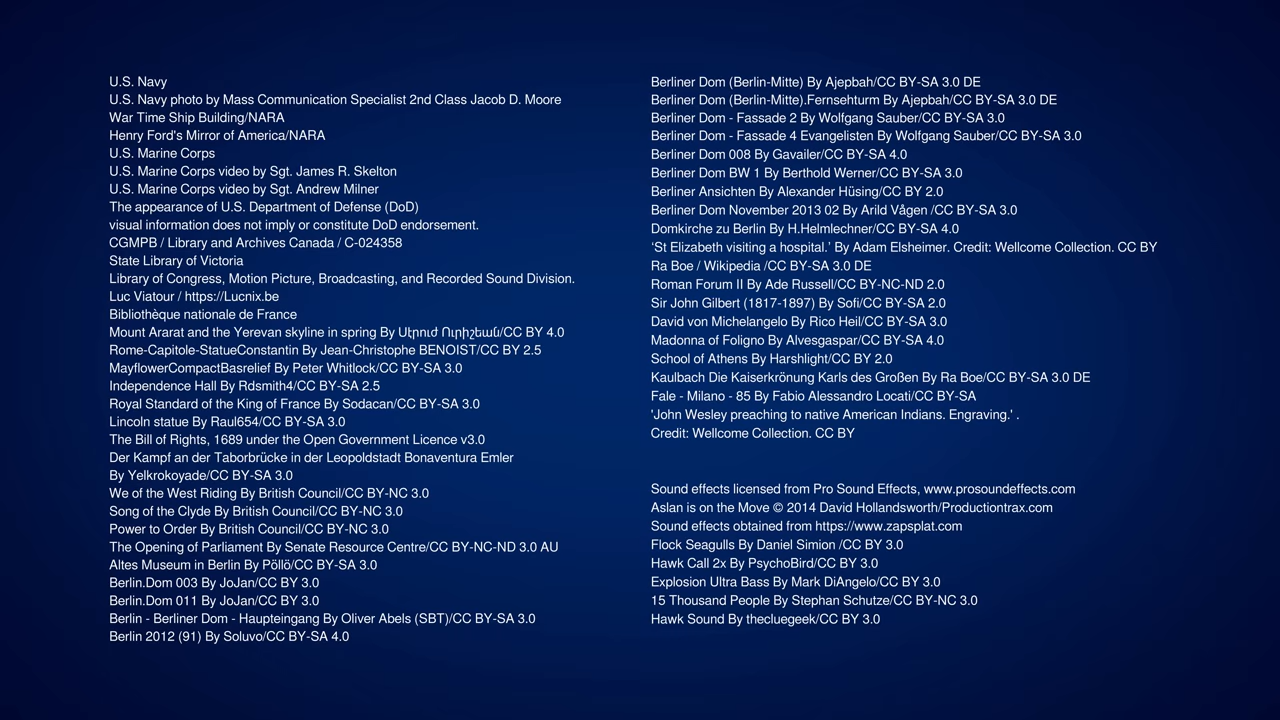 U.S. Navy
U.S. Navy photo by Mass Communication Specialist 2nd Class Jacob D. Moore
War Time Ship Building/NARA
Henry Ford's Mirror of America/NARA
U.S. Marine Corps
U.S. Marine Corps video by Sgt. James R. Skelton
U.S. Marine Corps video by Sgt. Andrew Milner
The appearance of U.S. Department of Defense (DoD)
visual information does not imply or constitute DoD endorsement.
CGMPB / Library and Archives Canada / C-024358
State Library of Victoria
Library of Congress, Motion Picture, Broadcasting, and Recorded Sound Division.
Luc Viatour / https://Lucnix.be
Bibliothèque nationale de France
Mount Ararat and the Yerevan skyline in spring By Սէրուժ Ուրիշեան/CC BY 4.0
Rome-Capitole-StatueConstantin By Jean-Christophe BENOIST/CC BY 2.5
MayflowerCompactBasrelief By Peter Whitlock/CC BY-SA 3.0
Independence Hall By Rdsmith4/CC BY-SA 2.5
Royal Standard of the King of France By Sodacan/CC BY-SA 3.0
Lincoln statue By Raul654/CC BY-SA 3.0
The Bill of Rights, 1689 under the Open Government Licence v3.0
Der Kampf an der Taborbrücke in der Leopoldstadt Bonaventura Emler
By Yelkrokoyade/CC BY-SA 3.0
We of the West Riding By British Council/CC BY-NC 3.0
Song of the Clyde By British Council/CC BY-NC 3.0
Power to Order By British Council/CC BY-NC 3.0
The Opening of Parliament By Senate Resource Centre/CC BY-NC-ND 3.0 AU
Altes Museum in Berlin By Pöllö/CC BY-SA 3.0
Berlin.Dom 003 By JoJan/CC BY 3.0
Berlin.Dom 011 By JoJan/CC BY 3.0
Berlin - Berliner Dom - Haupteingang By Oliver Abels (SBT)/CC BY-SA 3.0
Berlin 2012 (91) By Soluvo/CC BY-SA 4.0
Berliner Dom (Berlin-Mitte) By Ajepbah/CC BY-SA 3.0 DE
Berliner Dom (Berlin-Mitte).Fernsehturm By Ajepbah/CC BY-SA 3.0 DE
Berliner Dom - Fassade 2 By Wolfgang Sauber/CC BY-SA 3.0
Berliner Dom - Fassade 4 Evangelisten By Wolfgang Sauber/CC BY-SA 3.0
Berliner Dom 008 By Gavailer/CC BY-SA 4.0
Berliner Dom BW 1 By Berthold Werner/CC BY-SA 3.0
Berliner Ansichten By Alexander Hüsing/CC BY 2.0
Berliner Dom November 2013 02 By Arild Vågen /CC BY-SA 3.0
Domkirche zu Berlin By H.Helmlechner/CC BY-SA 4.0
‘St Elizabeth visiting a hospital.’ By Adam Elsheimer. Credit: Wellcome Collection. CC BY
Ra Boe / Wikipedia /CC BY-SA 3.0 DE
Roman Forum II By Ade Russell/CC BY-NC-ND 2.0
Sir John Gilbert (1817-1897) By Sofi/CC BY-SA 2.0
David von Michelangelo By Rico Heil/CC BY-SA 3.0
Madonna of Foligno By Alvesgaspar/CC BY-SA 4.0
School of Athens By Harshlight/CC BY 2.0
Kaulbach Die Kaiserkrönung Karls des Großen By Ra Boe/CC BY-SA 3.0 DE
Fale - Milano - 85 By Fabio Alessandro Locati/CC BY-SA
'John Wesley preaching to native American Indians. Engraving.' .
Credit: Wellcome Collection. CC BY
Sound effects licensed from Pro Sound Effects, www.prosoundeffects.com
Aslan is on the Move © 2014 David Hollandsworth/Productiontrax.com
Sound effects obtained from https://www.zapsplat.com
Flock Seagulls By Daniel Simion /CC BY 3.0
Hawk Call 2x By PsychoBird/CC BY 3.0
Explosion Ultra Bass By Mark DiAngelo/CC BY 3.0
15 Thousand People By Stephan Schutze/CC BY-NC 3.0
Hawk Sound By thecluegeek/CC BY 3.0